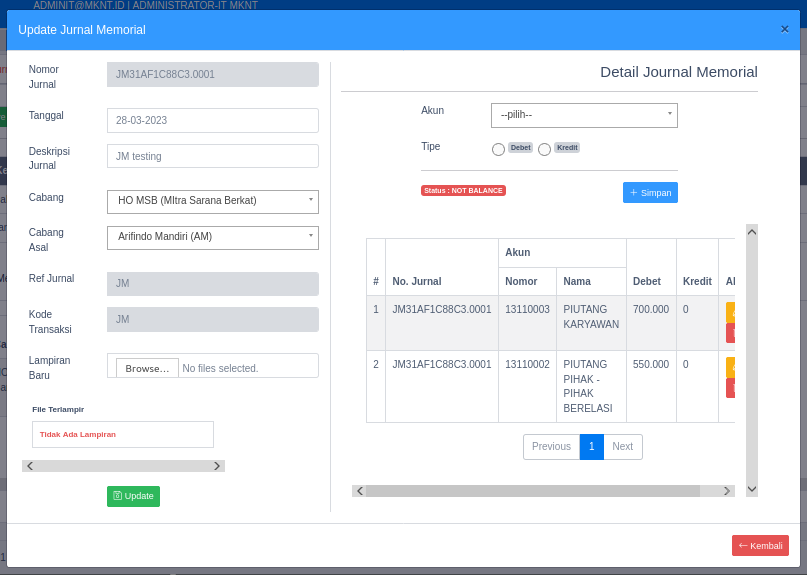 ADMINIT@MKNT.ID | ADMINISTRATOR-IT MKNT
Update Jurnal Memorial
×
Nomor
Jurnal
JM31AF1C88C3.0001
Tanggal
28-03-2023
Deskripsi
Jurnal
JM testing
Cabang
HO MSB (MItra Sarana Berkat)
Cabang
Asal
Arifindo Mandiri (AM)
Ref Jurnal
JM
Kode
Transaksi
JM
Lampiran
Baru
Browse... No files selected.
File Terlampir
Tidak Ada Lampiran
Update
Detail Journal Memorial
Akun
--pilih--
Tipe
Debet Kredit
Status : NOT BALANCE
+ Simpan
Akun
# No. Jurnal Nomor Nama Debet Kredit
1 JM31AF1C88C3.0001 13110003 PIUTANG 700.000 0
KARYAWAN
2 JM31AF1C88C3.0001 13110002 PIUTANG 550.000 0
PIHAK -
PIHAK
BERELASI
Previous 1 Next
← Kembali